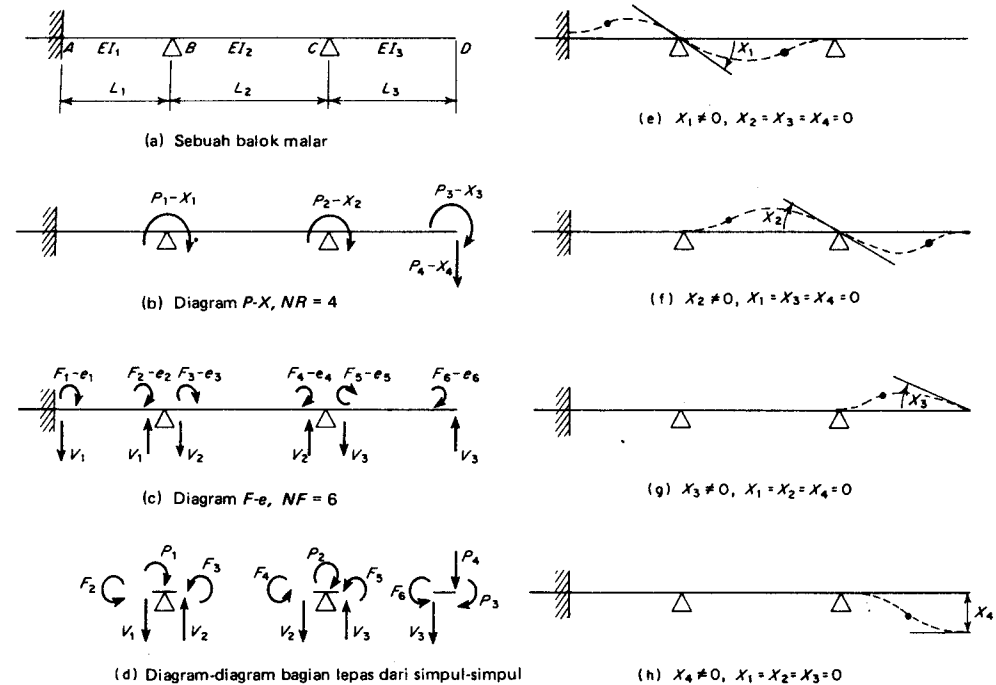 A EI₁ B EI₂ C EI₃ D
L₁ L₂ L₃
(a) Sebuah balok malar
P₁–X₁ P₂–X₂ P₃–X₃
P₄–X₄
(b) Diagram P-X, NR = 4
F₁–e₁ F₂–e₂ F₃–e₃ F₄–e₄ F₅–e₅ F₆–e₆
V₁ V₁ V₂ V₂ V₃ V₃
(c) Diagram F-e, NF = 6
P₁ P₂ P₄
F₂ F₃ F₄ F₅ F₆ P₃
V₁ V₂ V₂ V₃ V₃
(d) Diagram-diagram bagian lepas dari simpul-simpul
X₁
(e) X₁ ≠ 0, X₂ = X₃ = X₄ = 0
X₂
(f) X₂ ≠ 0, X₁ = X₃ = X₄ = 0
X₃
(g) X₃ ≠ 0, X₁ = X₂ = X₄ = 0
X₄
(h) X₄ ≠ 0, X₁ = X₂ = X₃ = 0